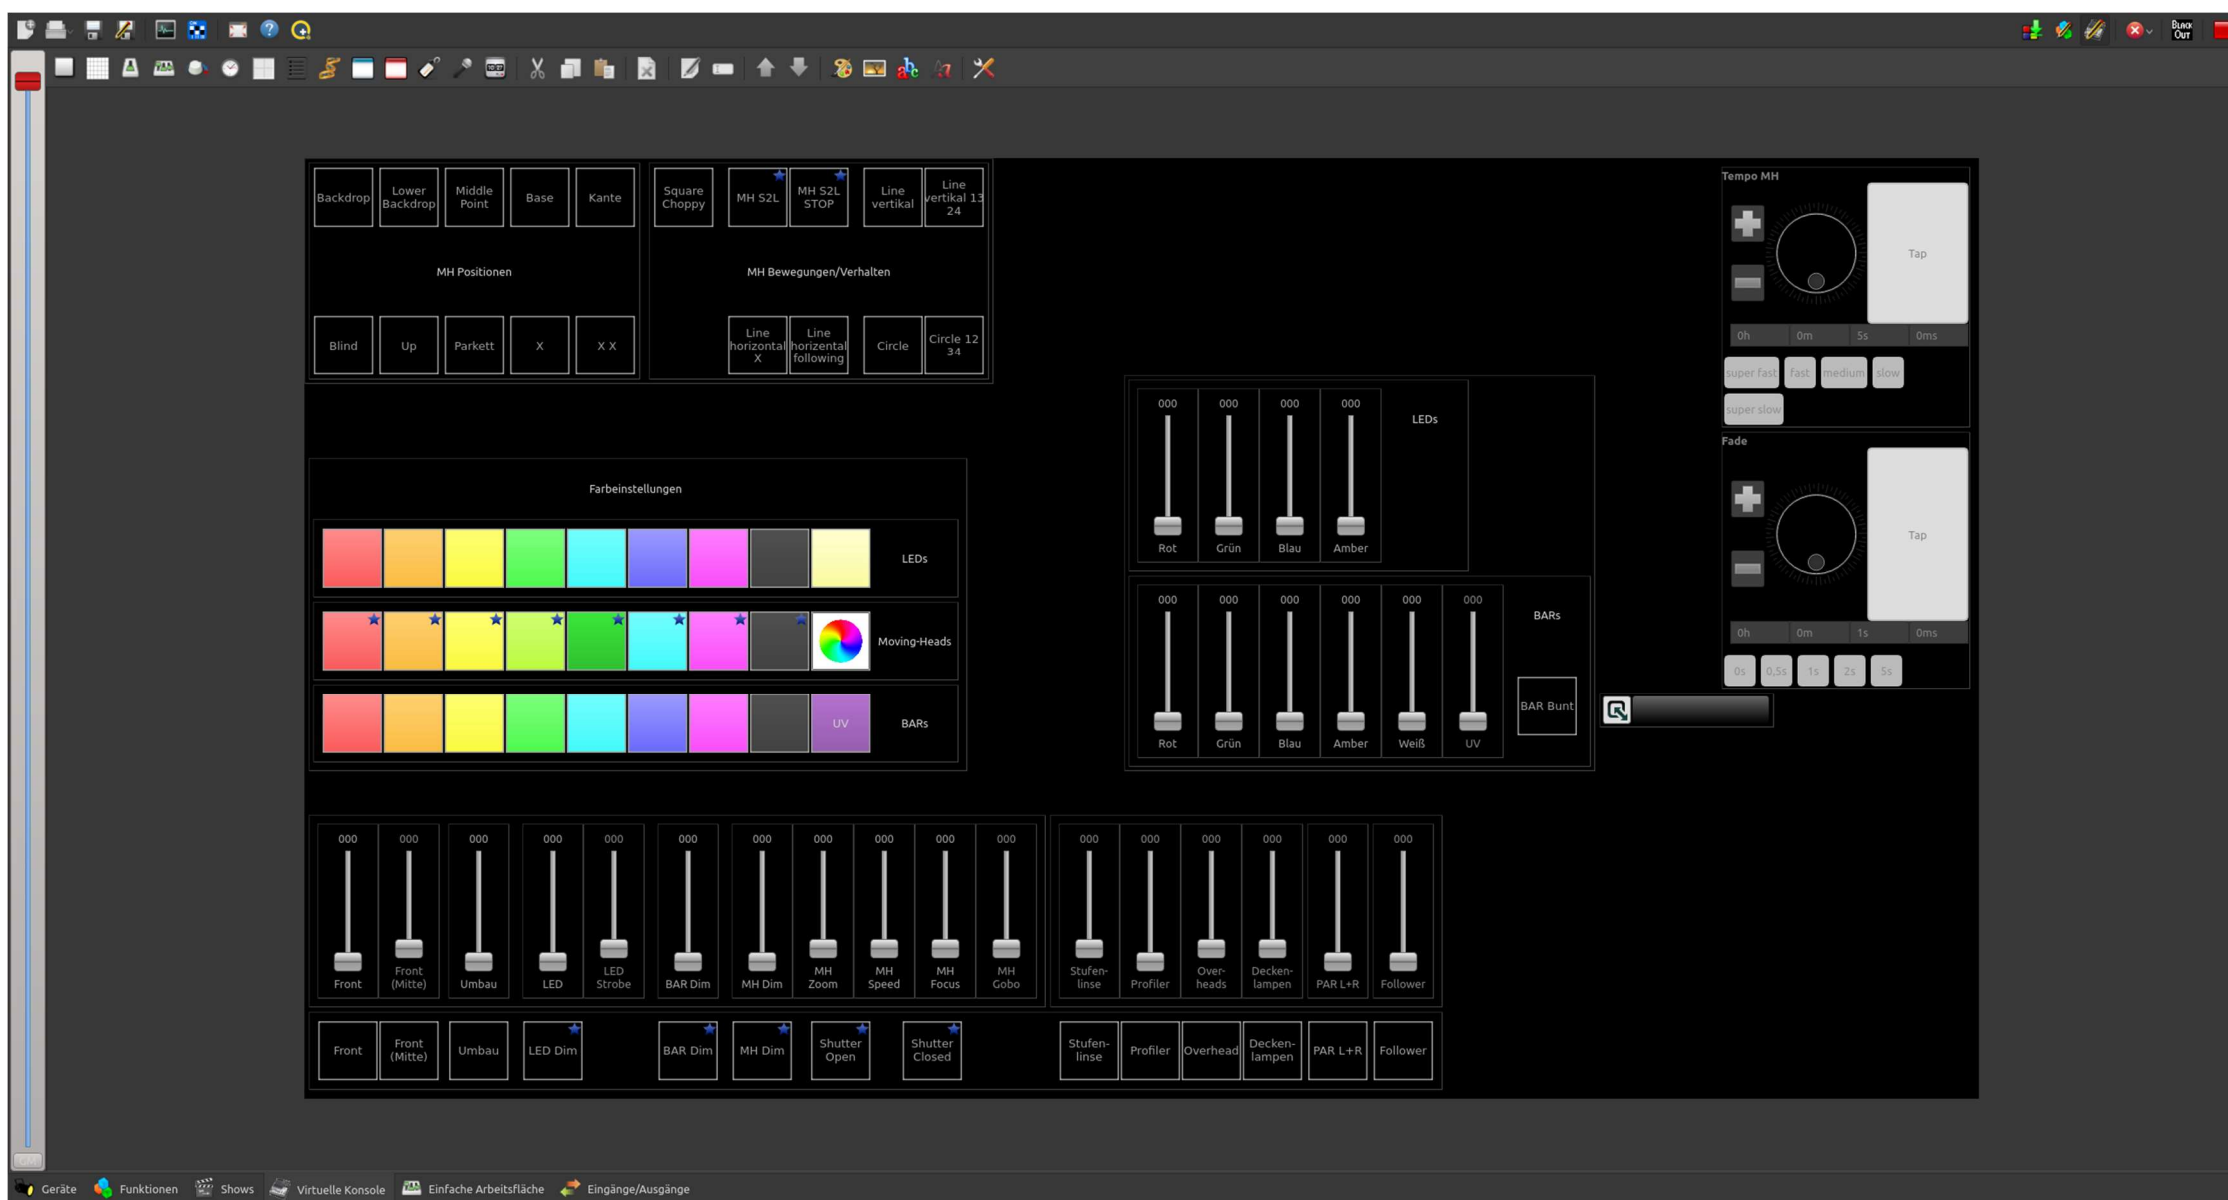 BLACK OUT
Backdrop
Lower Backdrop
Middle Point
Base
Kante
MH Positionen
Blind
Up
Parkett
X
X X
Square Choppy
MH S2L
MH S2L STOP
Line vertikal
Line vertikal 13 24
MH Bewegungen/Verhalten
Line horizontal X
Line horizental following
Circle
Circle 12 34
Tempo MH
Tap
0h 0m 5s 0ms
super fast fast medium slow
super slow
Fade
Tap
0h 0m 1s 0ms
0s 0,5s 1s 2s 5s
Farbeinstellungen
LEDs
Moving-Heads
UV
BARs
000 000 000 000
LEDs
Rot Grün Blau Amber
000 000 000 000 000 000
BARs
BAR Bunt
Rot Grün Blau Amber Weiß UV
000 000 000 000 000 000 000 000 000 000 000
Front
Front (Mitte)
Umbau
LED
LED Strobe
BAR Dim
MH Dim
MH Zoom
MH Speed
MH Focus
MH Gobo
000 000 000 000 000 000
Stufen-linse
Profiler
Over-heads
Decken-lampen
PAR L+R
Follower
Front
Front (Mitte)
Umbau
LED Dim
BAR Dim
MH Dim
Shutter Open
Shutter Closed
Stufen-linse
Profiler
Overhead
Decken-lampen
PAR L+R
Follower
Geräte Funktionen Shows Virtuelle Konsole Einfache Arbeitsfläche Eingänge/Ausgänge